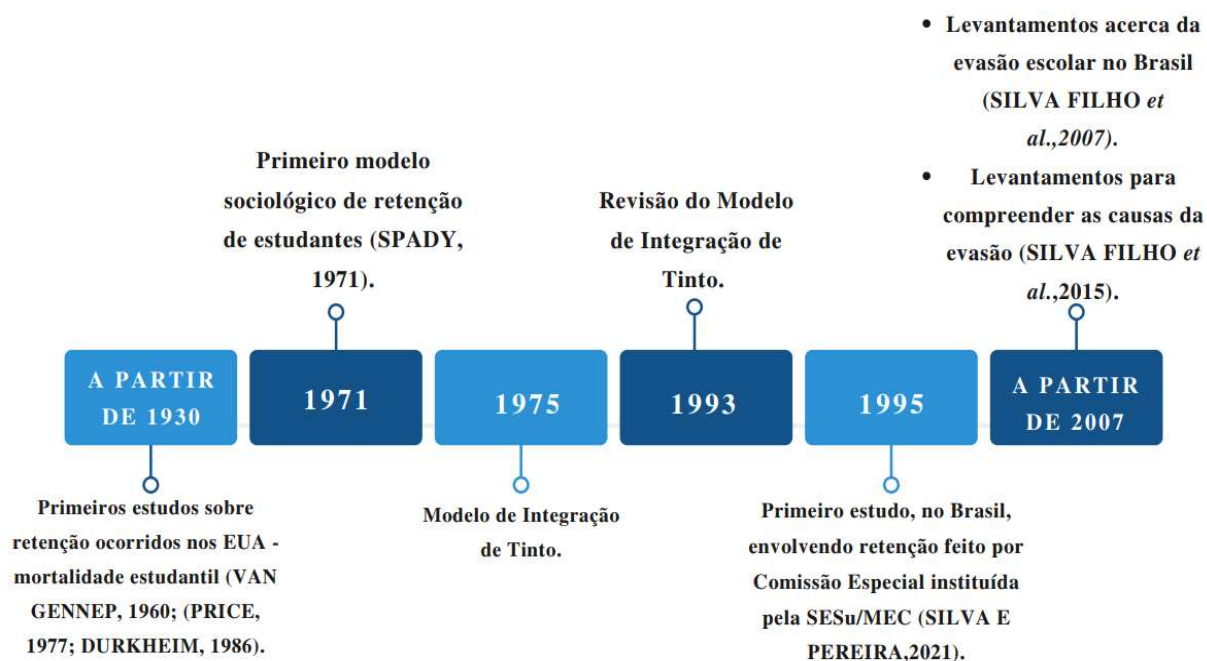 • Levantamentos acerca da
evasão escolar no Brasil
(SILVA FILHO et
al.,2007).
• Levantamentos para
compreender as causas da
evasão (SILVA FILHO et
al.,2015).
Primeiro modelo
sociológico de retenção
de estudantes (SPADY,
1971).
Revisão do Modelo
de Integração de
Tinto.
A PARTIR
DE 1930
1971
1975
1993
1995
A PARTIR
DE 2007
Primeiros estudos sobre
retenção ocorridos nos EUA -
mortalidade estudantil (VAN
GENNEP, 1960; (PRICE,
1977; DURKHEIM, 1986).
Modelo de Integração
de Tinto.
Primeiro estudo, no Brasil,
envolvendo retenção feito por
Comissão Especial instituída
pela SESu/MEC (SILVA E
PEREIRA,2021).